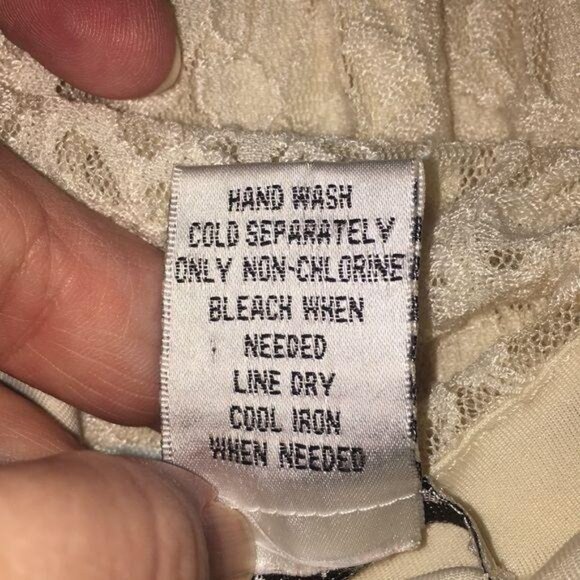 HAND WASH
COLD SEPARATELY
ONLY NON-CHLORINE
BLEACH WHEN
NEEDED
LINE DRY
COOL IRON
WHEN NEEDED